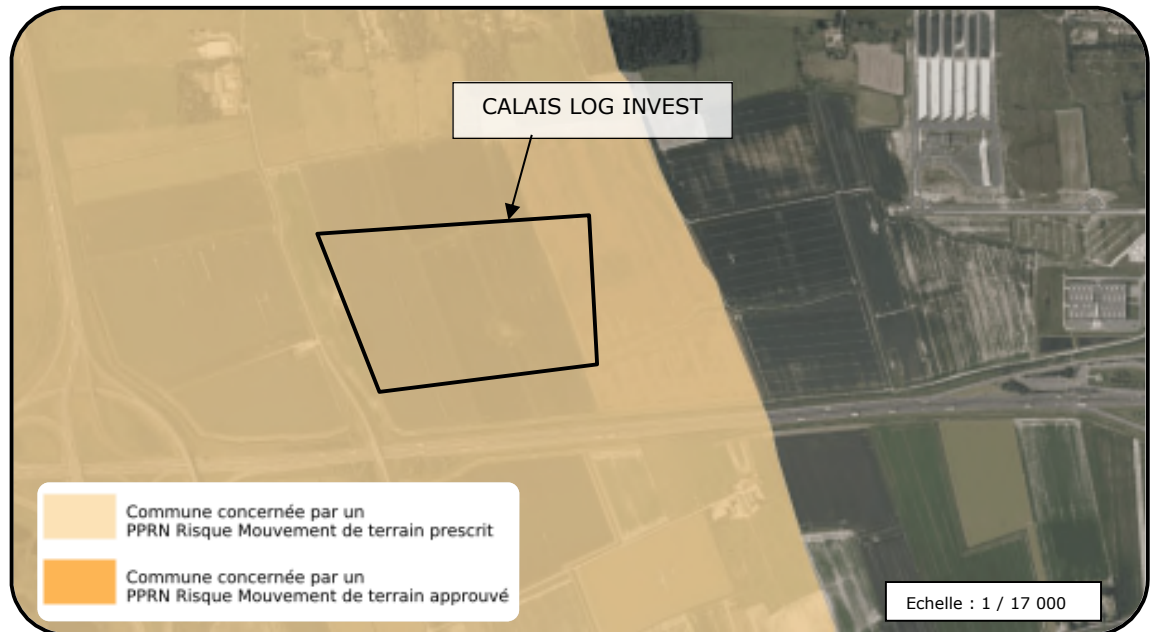 CALAIS LOG INVEST
Commune concernée par un
PPRN Risque Mouvement de terrain prescrit
Commune concernée par un
PPRN Risque Mouvement de terrain approuvé
Echelle : 1 / 17 000